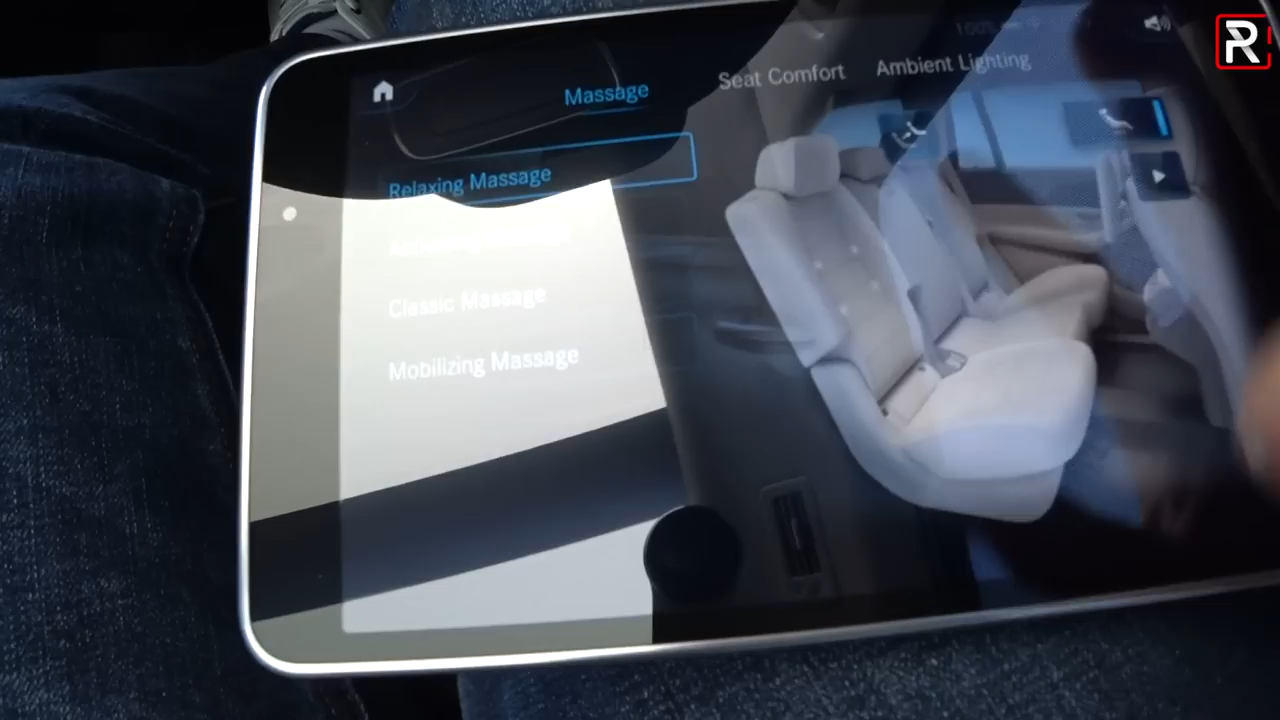 Massage
Seat Comfort
Ambient Lighting
Relaxing Massage
Classic Massage
Mobilizing Massage
R